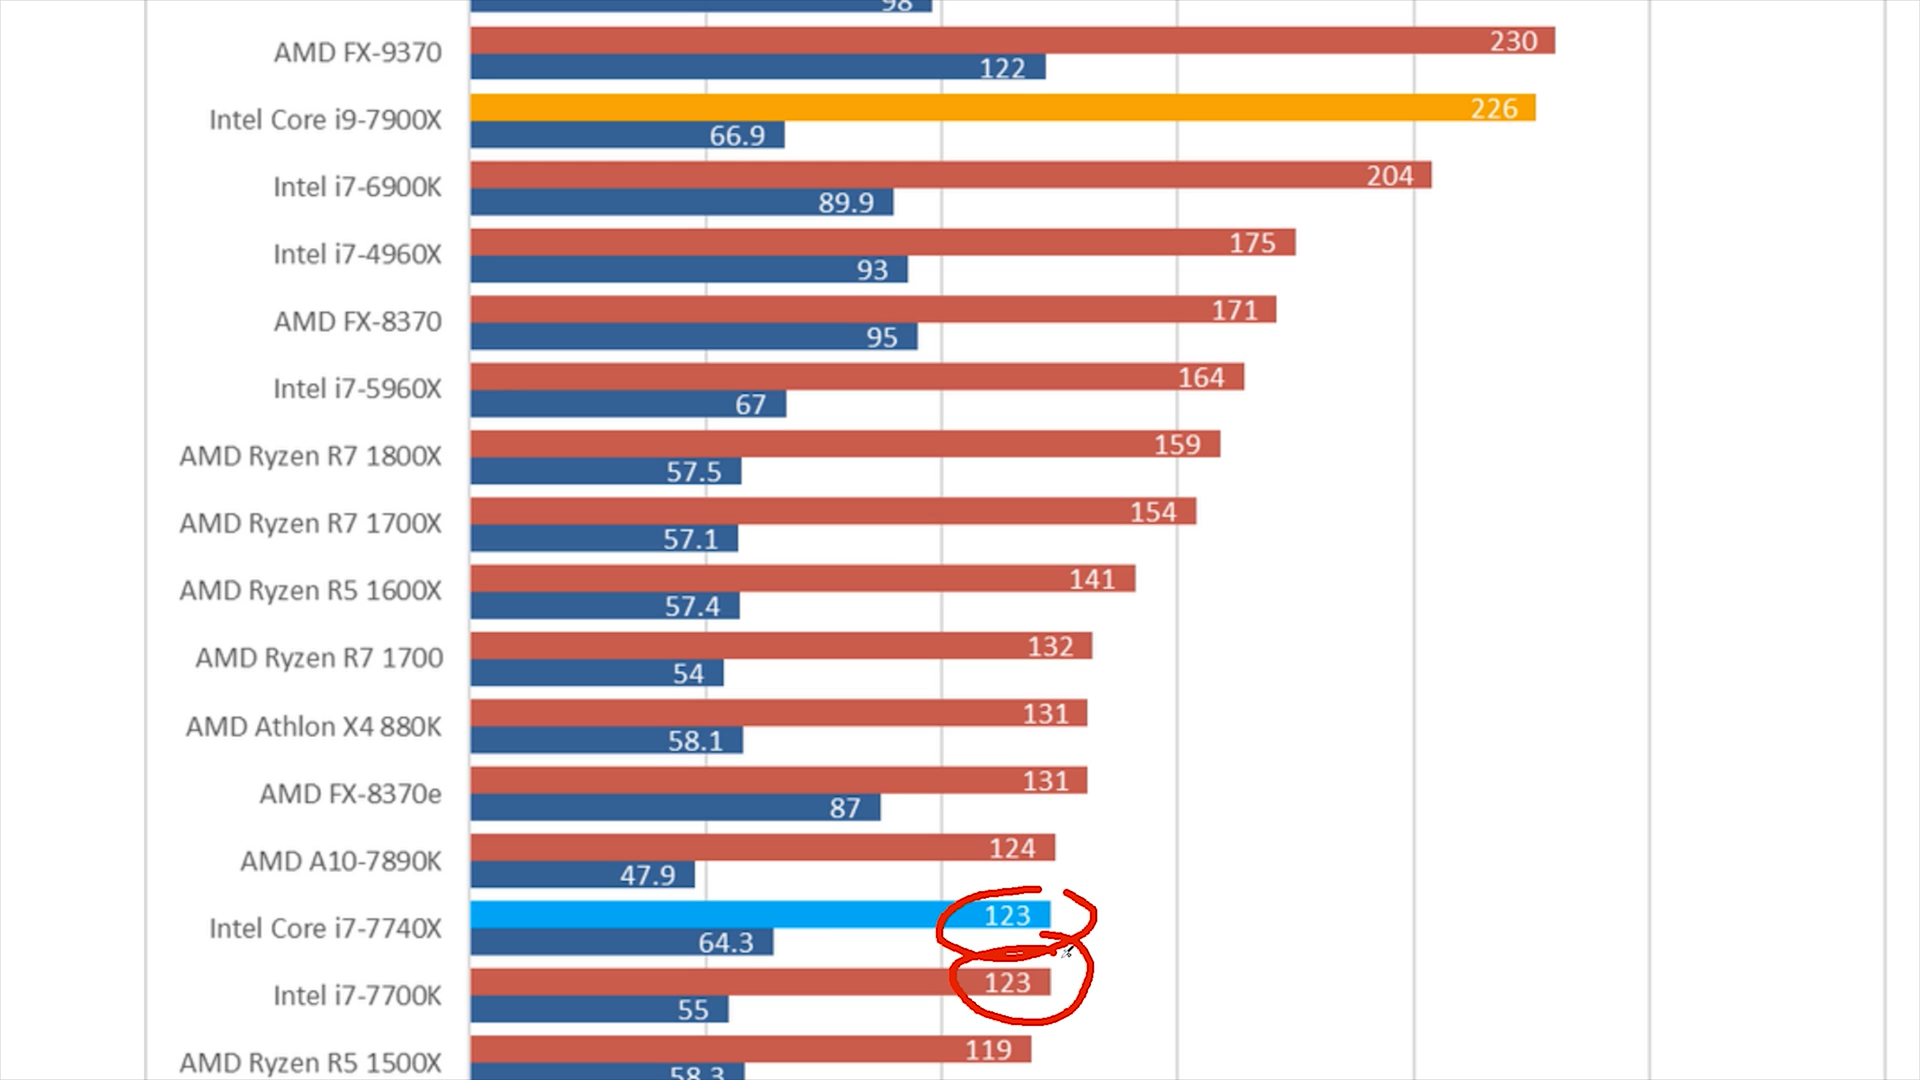 98
AMD FX-9370 230
122
Intel Core i9-7900X 226
66.9
Intel i7-6900K 204
89.9
Intel i7-4960X 175
93
AMD FX-8370 171
95
Intel i7-5960X 164
67
AMD Ryzen R7 1800X 159
57.5
AMD Ryzen R7 1700X 154
57.1
AMD Ryzen R5 1600X 141
57.4
AMD Ryzen R7 1700 132
54
AMD Athlon X4 880K 131
58.1
AMD FX-8370e 131
87
AMD A10-7890K 124
47.9
Intel Core i7-7740X 123
64.3
Intel i7-7700K 123
55
AMD Ryzen R5 1500X 119
58.3